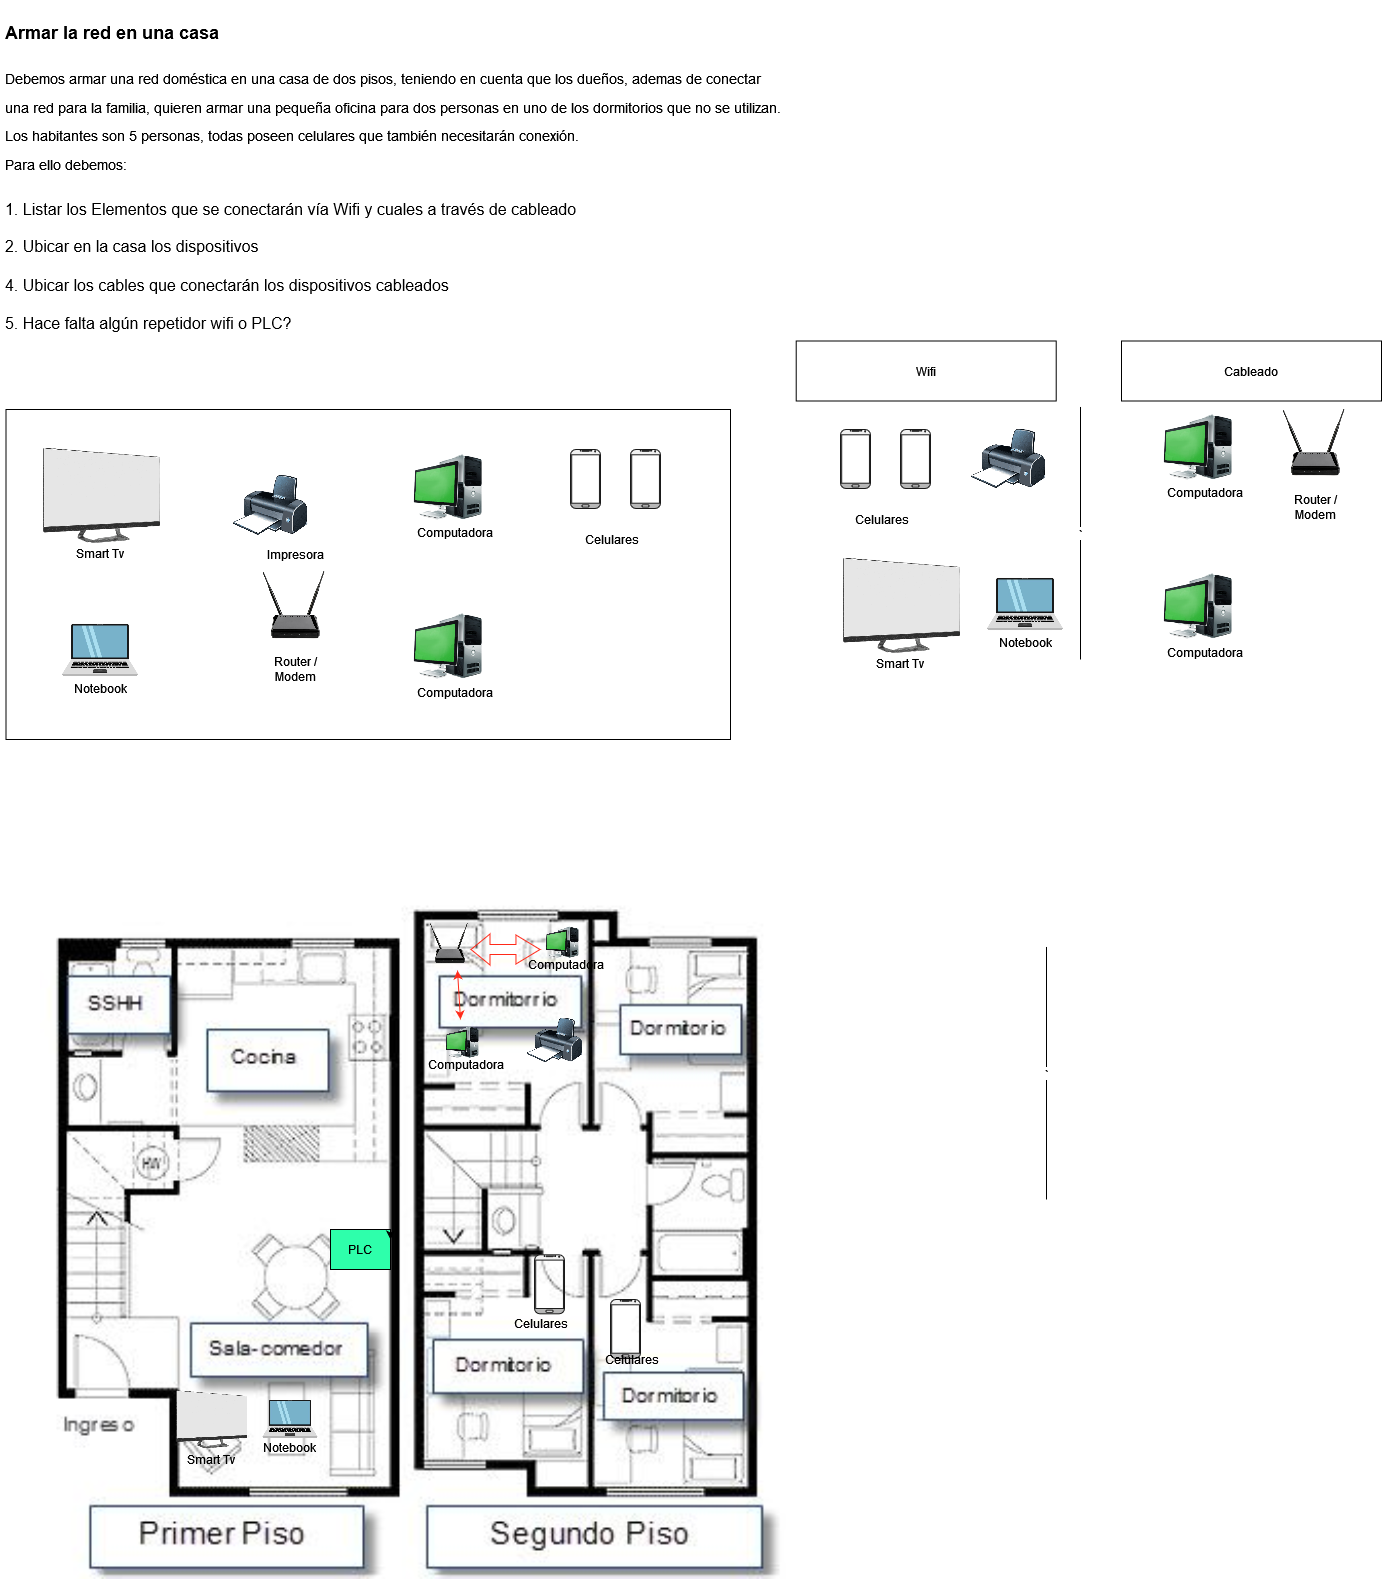 Armar la red en una casa
Debemos armar una red doméstica en una casa de dos pisos, teniendo en cuenta que los dueños, ademas de conectar
una red para la familia, quieren armar una pequeña oficina para dos personas en uno de los dormitorios que no se utilizan.
Los habitantes son 5 personas, todas poseen celulares que también necesitarán conexión.
Para ello debemos:
1. Listar los Elementos que se conectarán vía Wifi y cuales a través de cableado
2. Ubicar en la casa los dispositivos
4. Ubicar los cables que conectarán los dispositivos cableados
5. Hace falta algún repetidor wifi o PLC?
Wifi
Cableado
Smart Tv
Impresora
Computadora
Celulares
Notebook
Router /
Modem
Computadora
Celulares
Smart Tv
Notebook
Computadora
Router /
Modem
Computadora
SSHH
Cocina
HW
PLC
Sala-comedor
Ingreso
Smart Tv
Notebook
Primer Piso
Computadora
Dormitorrio
Computadora
Dormitorio
Celulares
Dormitorio
Celulares
Dormitorio
Segundo Piso